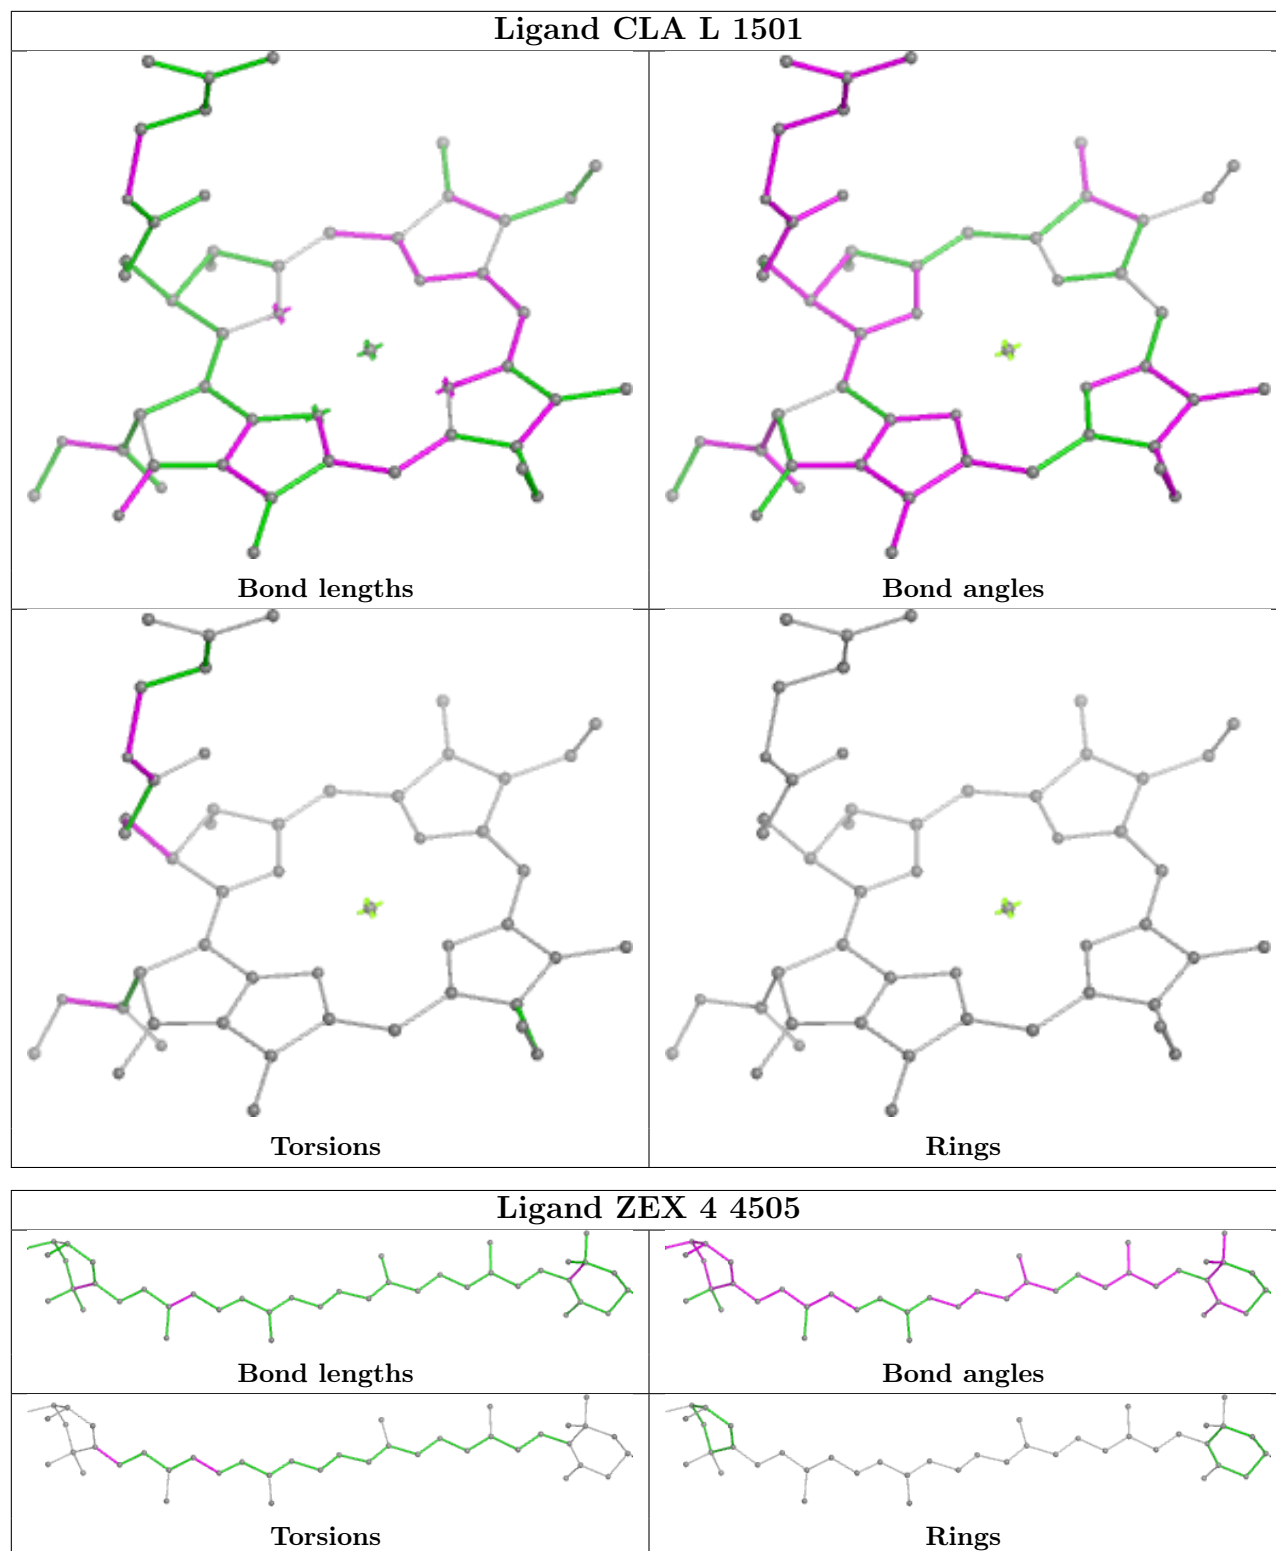 Ligand CLA L 1501
Bond lengths
Bond angles
Torsions
Rings
Ligand ZEX 4 4505
Bond lengths
Bond angles
Torsions
Rings